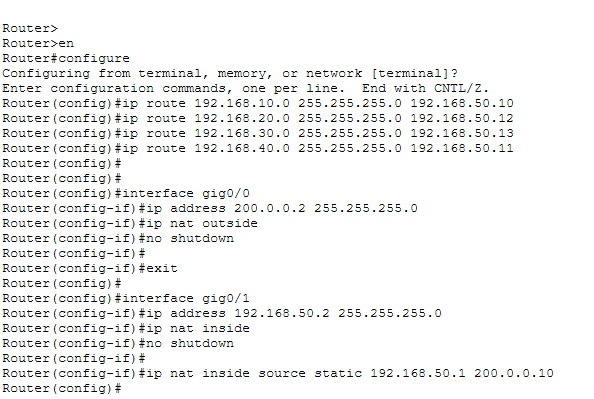 Router>
Router>en
Router#configure
Configuring from terminal, memory, or network [terminal]?
Enter configuration commands, one per line.  End with CNTL/Z.
Router(config)#ip route 192.168.10.0 255.255.255.0 192.168.50.10
Router(config)#ip route 192.168.20.0 255.255.255.0 192.168.50.12
Router(config)#ip route 192.168.30.0 255.255.255.0 192.168.50.13
Router(config)#ip route 192.168.40.0 255.255.255.0 192.168.50.11
Router(config)#
Router(config)#
Router(config)#interface gig0/0
Router(config-if)#ip address 200.0.0.2 255.255.255.0
Router(config-if)#ip nat outside
Router(config-if)#no shutdown
Router(config-if)#
Router(config-if)#exit
Router(config)#
Router(config)#interface gig0/1
Router(config-if)#ip address 192.168.50.2 255.255.255.0
Router(config-if)#ip nat inside
Router(config-if)#no shutdown
Router(config-if)#
Router(config-if)#ip nat inside source static 192.168.50.1 200.0.0.10
Router(config)#